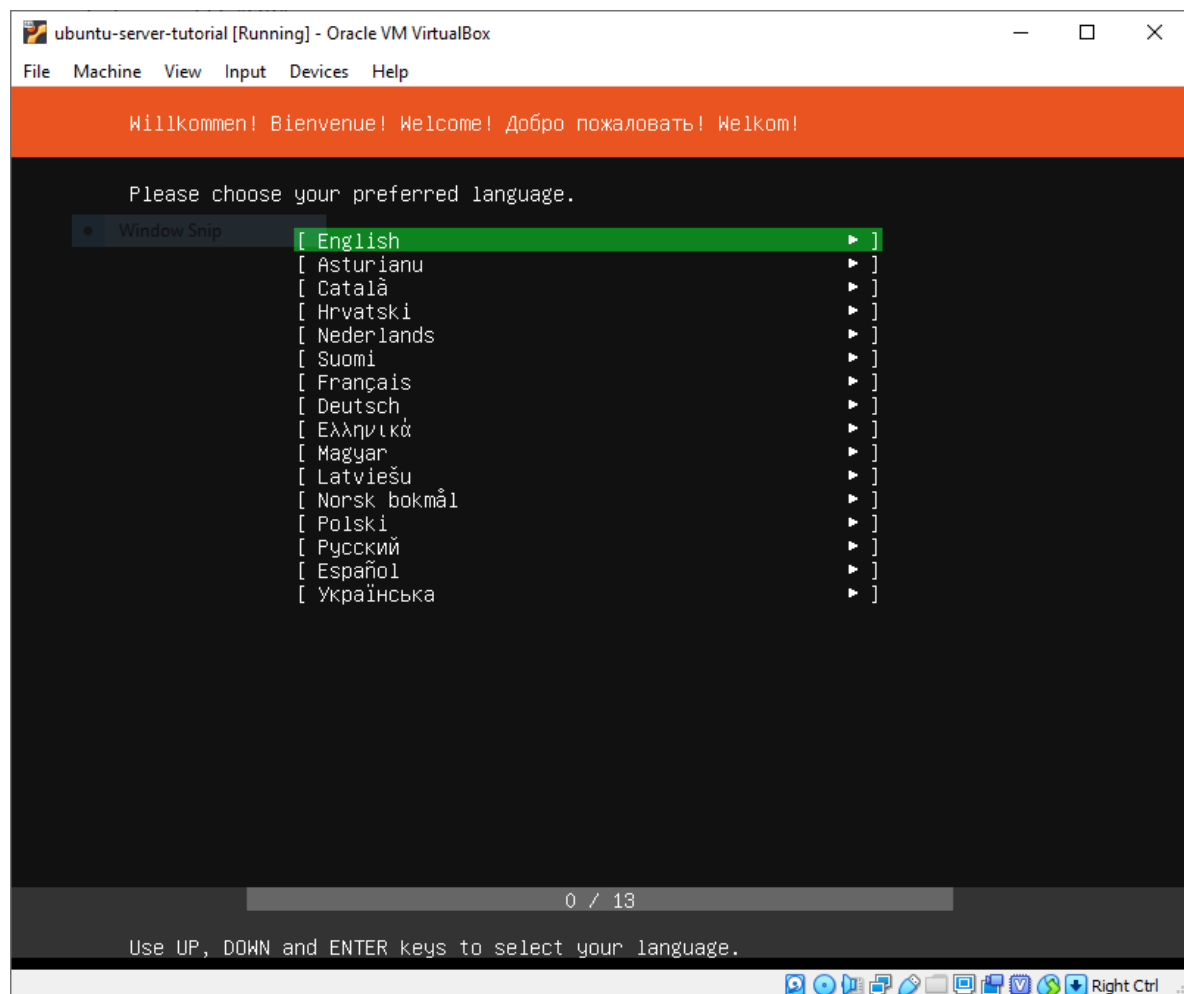 ubuntu-server-tutorial [Running] - Oracle VM VirtualBox
File Machine View Input Devices Help
Willkommen! Bienvenue! Welcome! Добро пожаловать! Welkom!
Please choose your preferred language.
Window Snip
[ English ▸ ]
[ Asturianu ▸ ]
[ Català ▸ ]
[ Hrvatski ▸ ]
[ Nederlands ▸ ]
[ Suomi ▸ ]
[ Français ▸ ]
[ Deutsch ▸ ]
[ Ελληνικά ▸ ]
[ Magyar ▸ ]
[ Latviešu ▸ ]
[ Norsk bokmål ▸ ]
[ Polski ▸ ]
[ Русский ▸ ]
[ Español ▸ ]
[ Українська ▸ ]
0 / 13
Use UP, DOWN and ENTER keys to select your language.
Right Ctrl